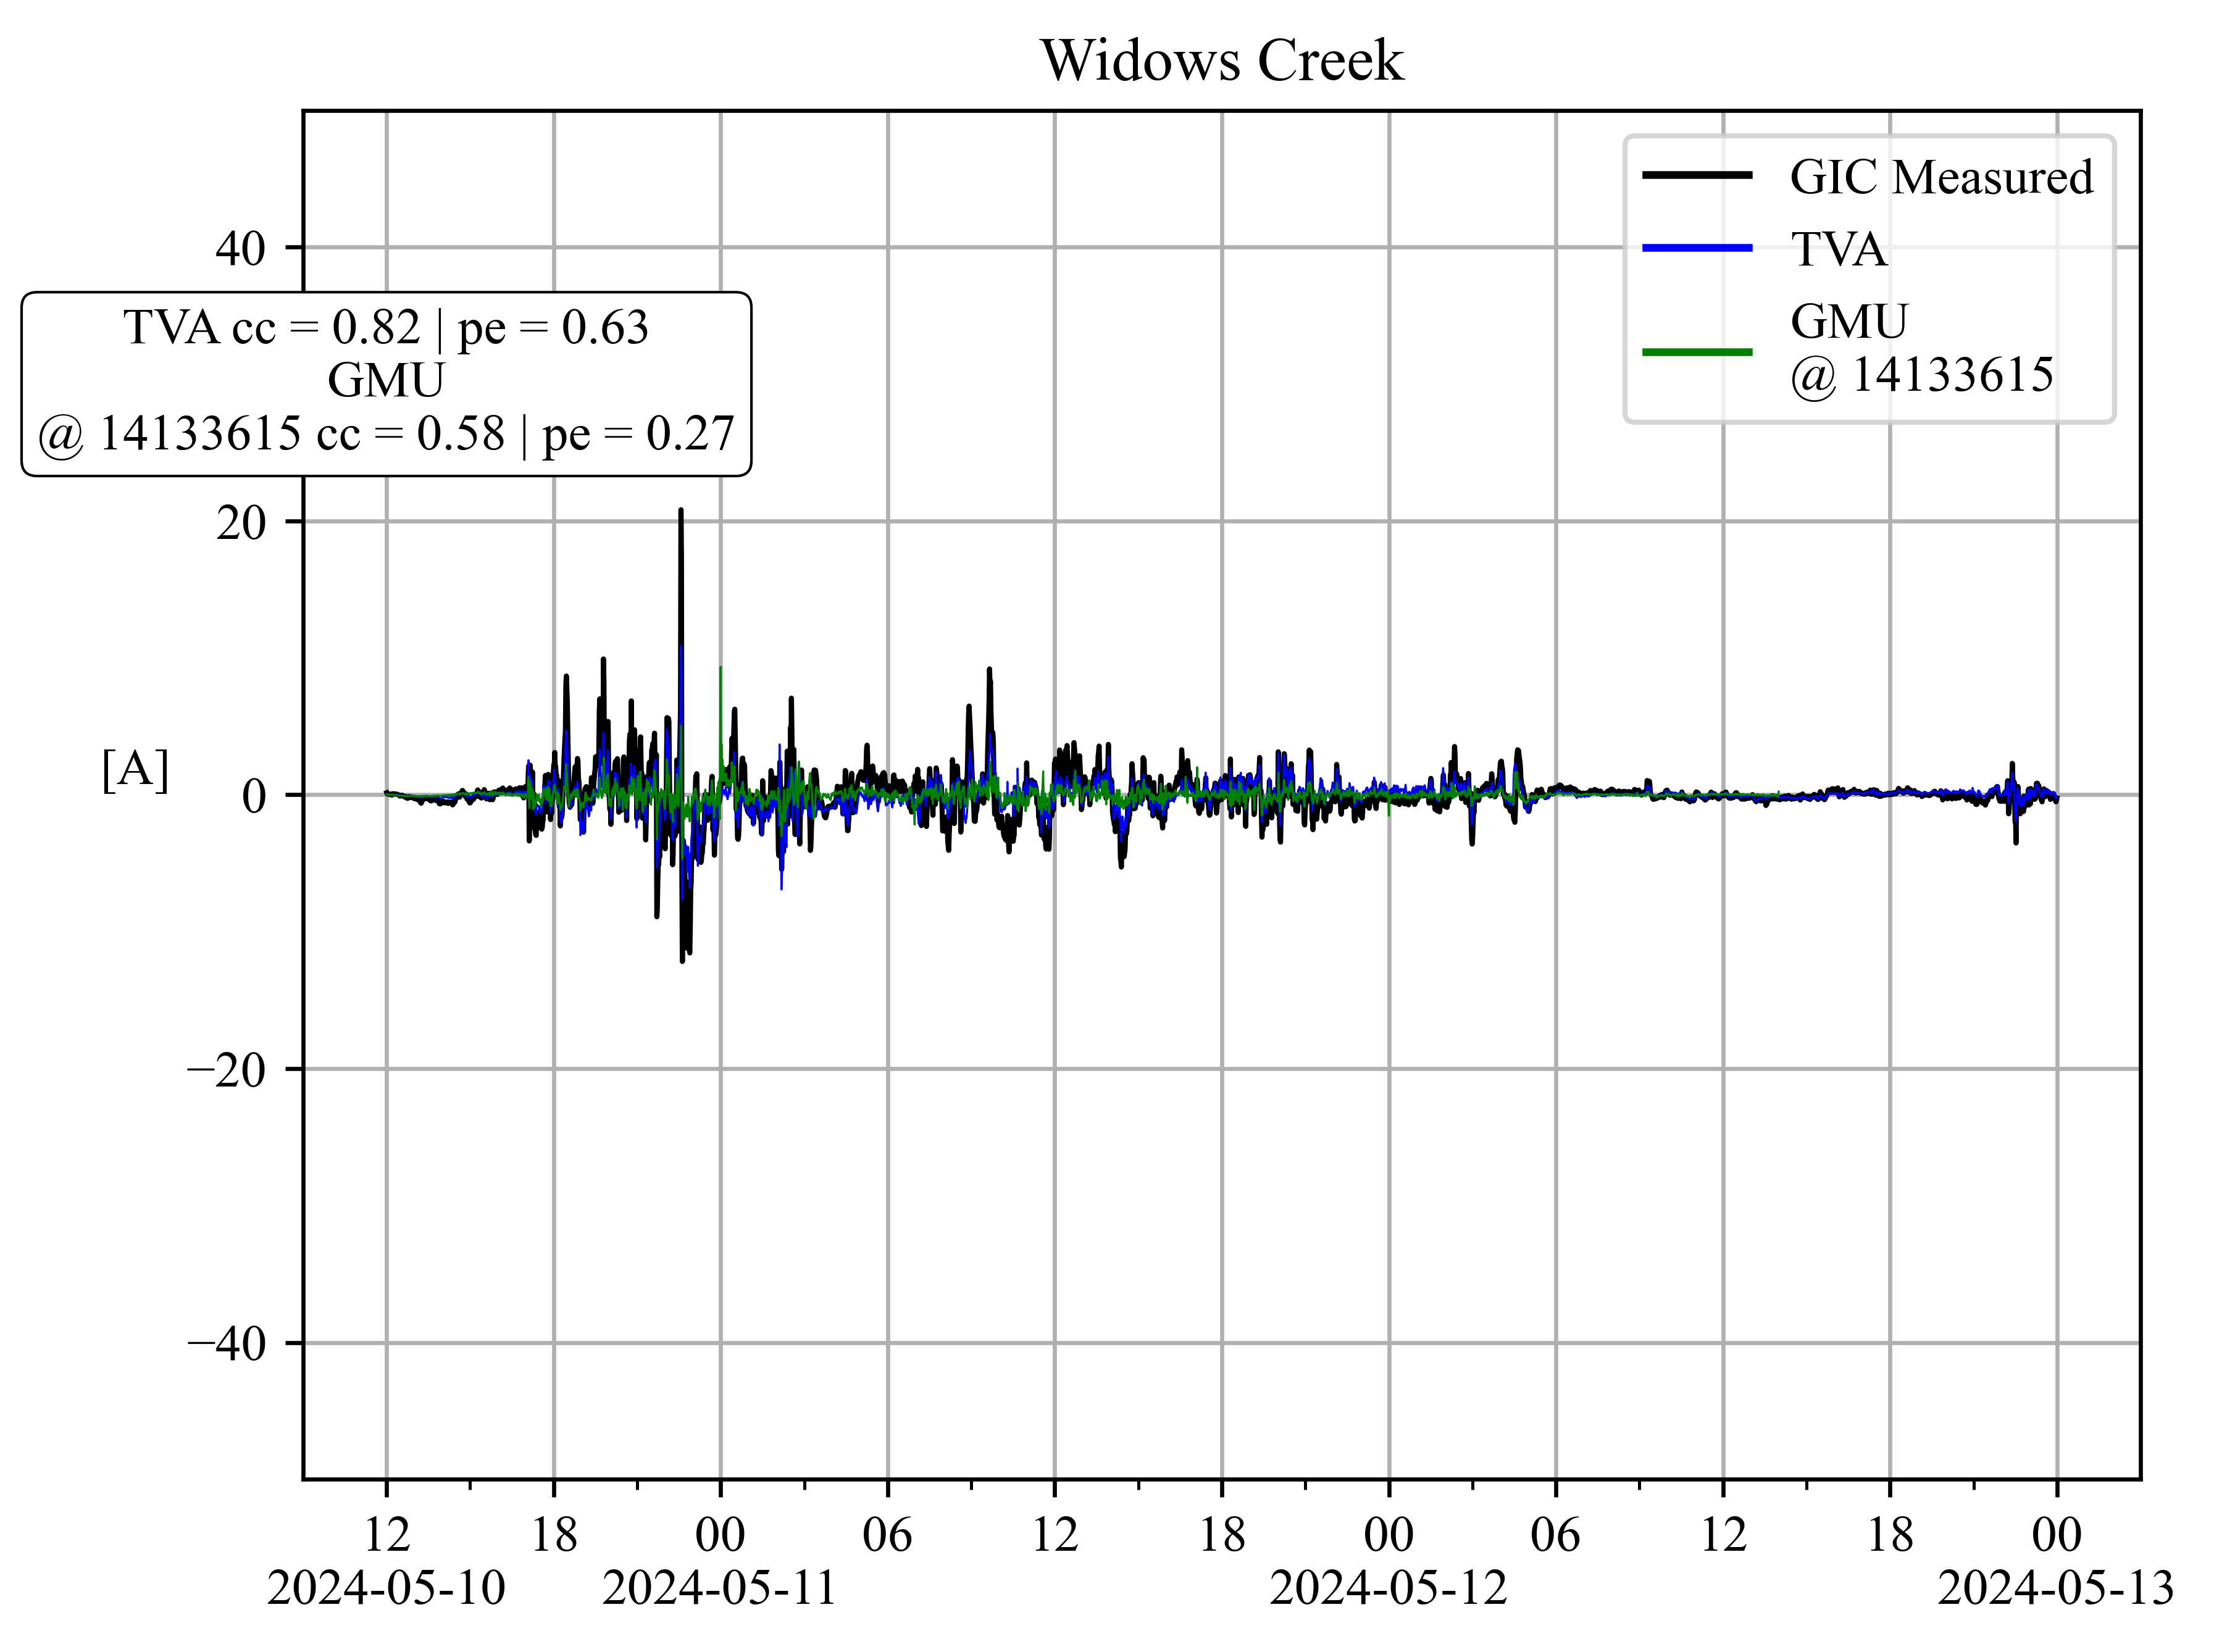 Widows Creek
GIC Measured
TVA
GMU
@ 14133615
TVA cc = 0.82 | pe = 0.63
GMU
@ 14133615 cc = 0.58 | pe = 0.27
[A]
40
20
0
−20
−40
12 18 00 06 12 18 00 06 12 18 00
2024-05-10 2024-05-11 2024-05-12 2024-05-13